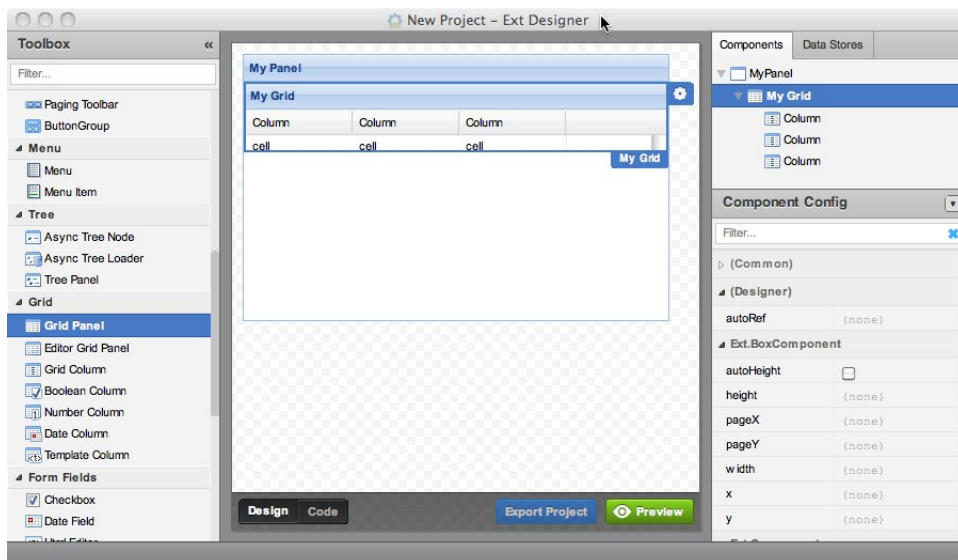 New Project – Ext Designer
Toolbox «
Filter...
Paging Toolbar
ButtonGroup
Menu
Menu
Menu Item
Tree
Async Tree Node
Async Tree Loader
Tree Panel
Grid
Grid Panel
Editor Grid Panel
Grid Column
Boolean Column
Number Column
Date Column
Template Column
Form Fields
Checkbox
Date Field
My Panel
My Grid
Column Column Column
cell cell cell
My Grid
Design Code Export Project Preview
Components Data Stores
MyPanel
My Grid
Column
Column
Column
Component Config
Filter...
(Common)
(Designer)
autoRef (none)
Ext.BoxComponent
autoHeight
height (none)
pageX (none)
pageY (none)
width (none)
x (none)
y (none)